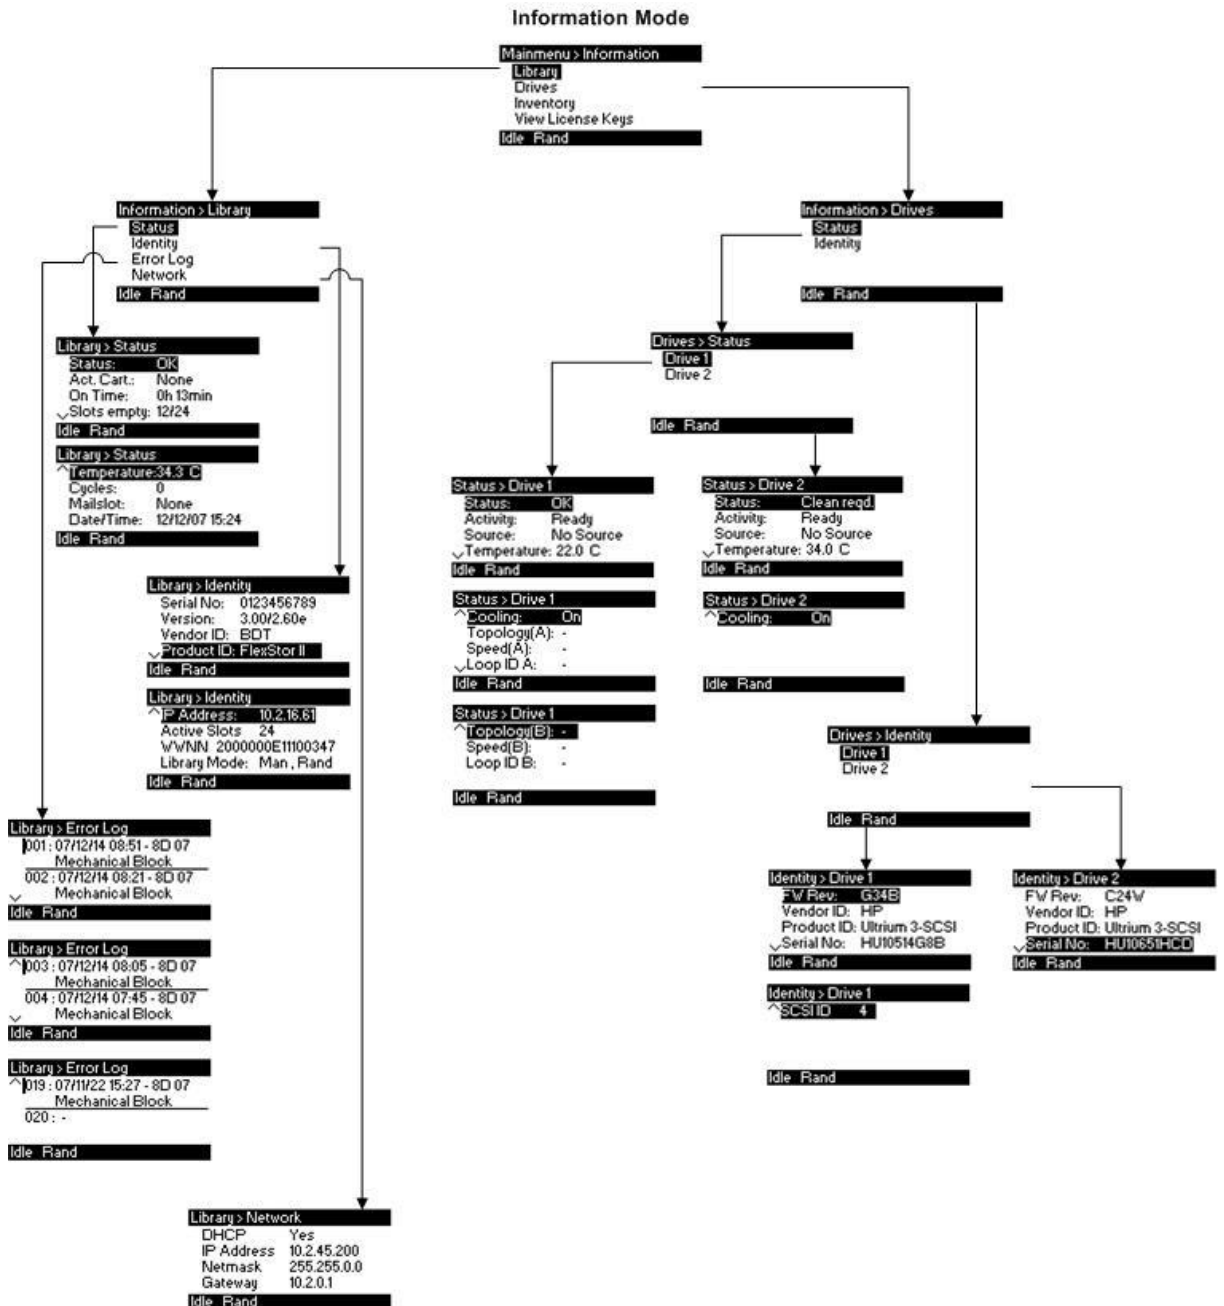 Information Mode
Mainmenu > Information
Library
Drives
Inventory
View License Keys
Idle Rand
Information > Library
Status
Identity
Error Log
Network
Idle Rand
Information > Drives
Status
Identity
Idle Rand
Library > Status
Status: OK
Act. Cart.: None
On Time: 0h 13min
Slots empty: 12/24
Idle Rand
Library > Status
Temperature: 34.3 C
Cycles: 0
Mailslot: None
Date/Time: 12/12/07 15:24
Idle Rand
Drives > Status
Drive 1
Drive 2
Idle Rand
Status > Drive 1
Status: OK
Activity: Ready
Source: No Source
Temperature: 22.0 C
Idle Rand
Status > Drive 1
Cooling: On
Topology(A): -
Speed(A): -
Loop ID A: -
Idle Rand
Status > Drive 1
Topology(B): -
Speed(B): -
Loop ID B: -
Idle Rand
Status > Drive 2
Status: Clean reqd.
Activity: Ready
Source: No Source
Temperature: 34.0 C
Idle Rand
Status > Drive 2
Cooling: On
Idle Rand
Library > Identity
Serial No: 0123456789
Version: 3.00/2.60e
Vendor ID: BDT
Product ID: FlexStor II
Idle Rand
Library > Identity
IP Address: 10.2.16.61
Active Slots 24
WWNN 2000000E11100347
Library Mode: Man , Rand
Idle Rand
Drives > Identity
Drive 1
Drive 2
Idle Rand
Library > Error Log
001 : 07/12/14 08:51 - 8D 07
Mechanical Block
002 : 07/12/14 08:21 - 8D 07
Mechanical Block
Idle Rand
Library > Error Log
003 : 07/12/14 08:05 - 8D 07
Mechanical Block
004 : 07/12/14 07:45 - 8D 07
Mechanical Block
Idle Rand
Library > Error Log
019 : 07/11/22 15:27 - 8D 07
Mechanical Block
020 : -
Idle Rand
Identity > Drive 1
FW Rev: G34B
Vendor ID: HP
Product ID: Ultrium 3-SCSI
Serial No: HU10514G8B
Idle Rand
Identity > Drive 1
SCSI ID 4
Idle Rand
Identity > Drive 2
FW Rev: C24W
Vendor ID: HP
Product ID: Ultrium 3-SCSI
Serial No: HU10651HCD
Idle Rand
Library > Network
DHCP Yes
IP Address 10.2.45.200
Netmask 255.255.0.0
Gateway 10.2.0.1
Idle Rand